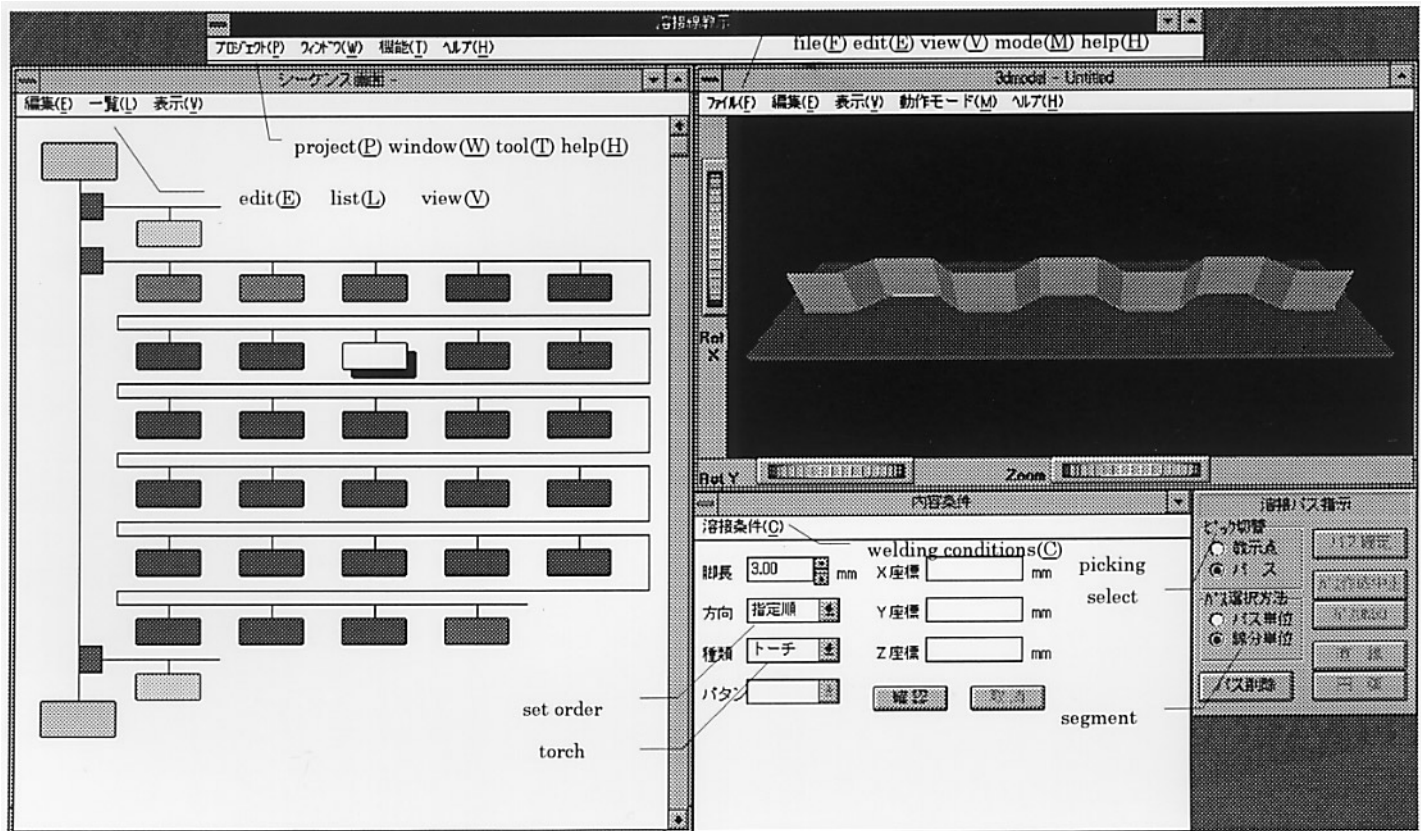 溶接線教示
プロジェクト(P) ウィンドウ(W) 機能(T) ヘルプ(H)
file(F) edit(E) view(V) mode(M) help(H)
シーケンス画面 -
編集(E) 一覧(L) 表示(V)
project(P) window(W) tool(T) help(H)
edit(E) list(L) view(V)
3dmodel - Untitled
ファイル(F) 編集(E) 表示(V) 動作モード(M) ヘルプ(H)
Rot X
Rot Y
Zoom
内容条件
溶接条件(C)
welding conditions(C)
脚長 3.00 mm X座標 mm
方向 指定順 Y座標 mm
種類 トーチ Z座標 mm
パタン
確認
picking
select
set order
torch
segment
溶接パス指示
ピック切替
教示点
パス
パス選択方法
パス単位
線分単位
パス削除